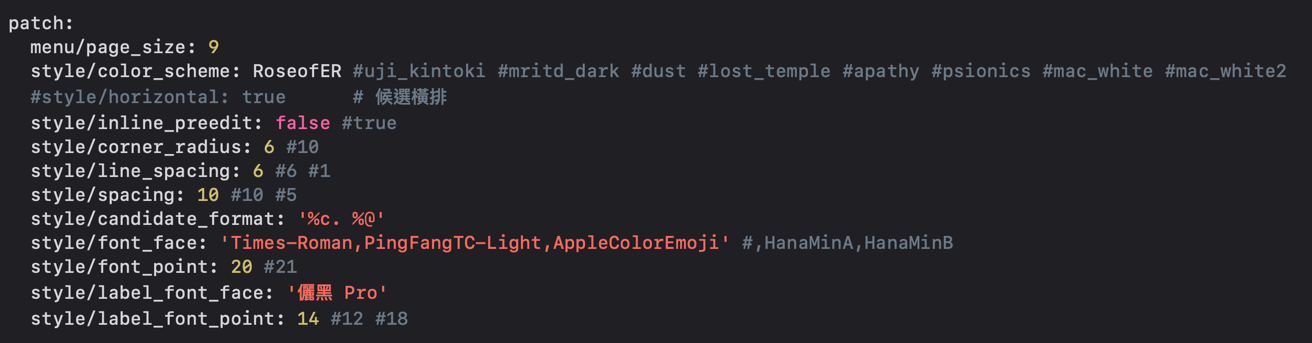 patch:
  menu/page_size: 9
  style/color_scheme: RoseofER #uji_kintoki #mritd_dark #dust #lost_temple #apathy #psionics #mac_white #mac_white2
  #style/horizontal: true      # 候選橫排
  style/inline_preedit: false #true
  style/corner_radius: 6 #10
  style/line_spacing: 6 #6 #1
  style/spacing: 10 #10 #5
  style/candidate_format: '%c. %@'
  style/font_face: 'Times-Roman,PingFangTC-Light,AppleColorEmoji' #,HanaMinA,HanaMinB
  style/font_point: 20 #21
  style/label_font_face: '儷黑 Pro'
  style/label_font_point: 14 #12 #18